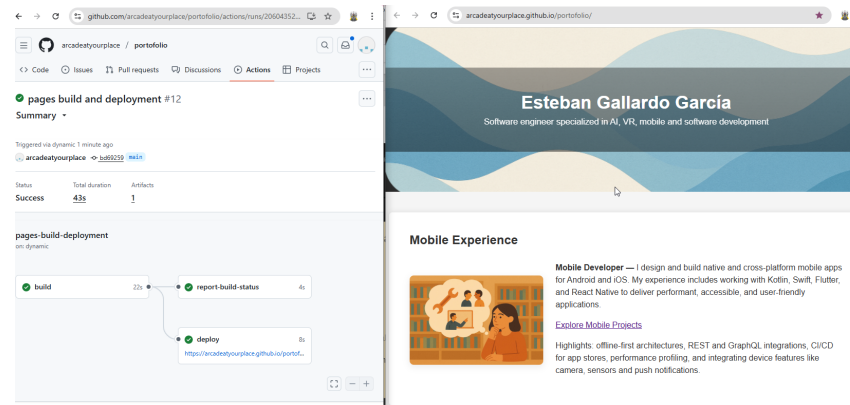 github.com/arcadeatyourplace/portofolio/actions/runs/20604352...
arcadeatyourplace / portofolio
Code Issues Pull requests Discussions Actions Projects
pages build and deployment #12
Summary
Triggered via dynamic 1 minute ago
arcadeatyourplace bd69259 main
Status Total duration Artifacts
Success 43s 1
pages-build-deployment
on: dynamic
build 22s
report-build-status 4s
deploy 8s
https://arcadeatyourplace.github.io/portof...
arcadeatyourplace.github.io/portofolio/
Esteban Gallardo García
Software engineer specialized in AI, VR, mobile and software development
Mobile Experience
Mobile Developer — I design and build native and cross-platform mobile apps
for Android and iOS. My experience includes working with Kotlin, Swift, Flutter,
and React Native to deliver performant, accessible, and user-friendly
applications.
Explore Mobile Projects
Highlights: offline-first architectures, REST and GraphQL integrations, CI/CD
for app stores, performance profiling, and integrating device features like
camera, sensors and push notifications.